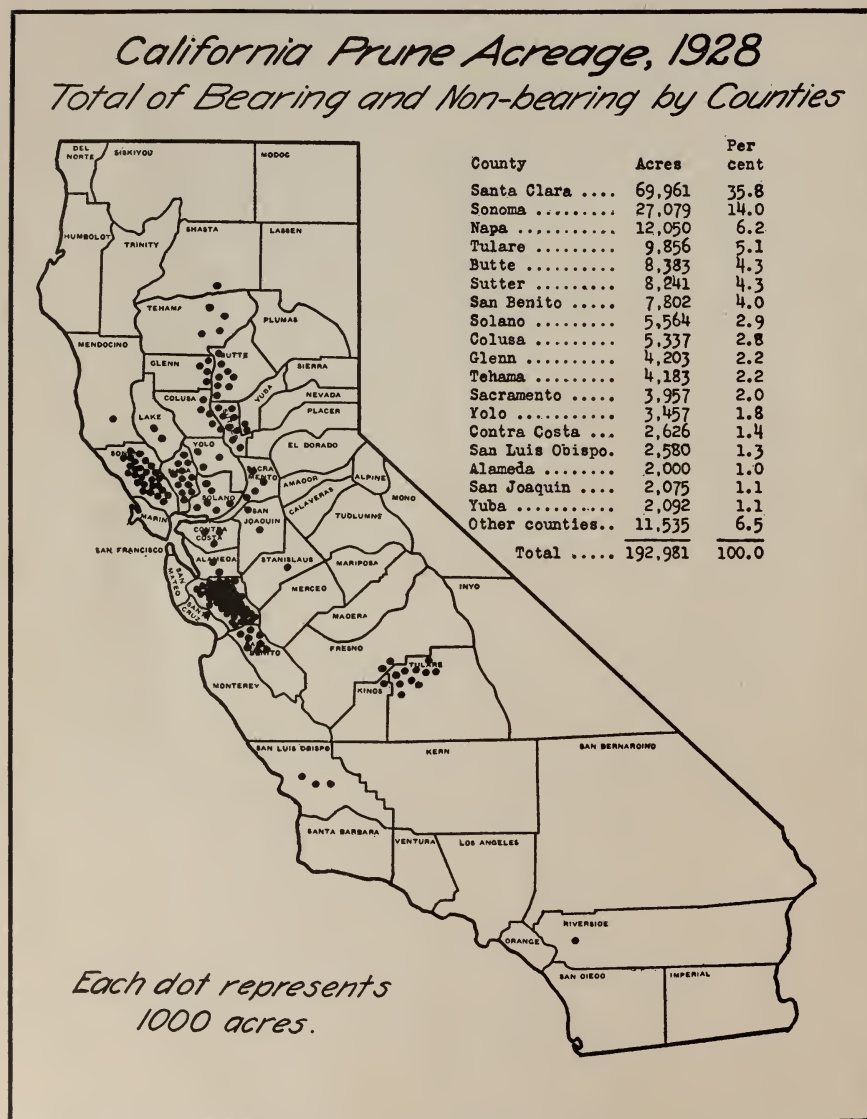 California Prune Acreage, 1928
Total of Bearing and Non-bearing by Counties
County Acres Per cent
Santa Clara .... 69,961 35.8
Sonoma ......... 27,079 14.0
Napa ........... 12,050 6.2
Tulare ......... 9,856 5.1
Butte .......... 8,383 4.3
Sutter ......... 8,241 4.3
San Benito ..... 7,802 4.0
Solano ......... 5,564 2.9
Colusa ......... 5,337 2.8
Glenn .......... 4,203 2.2
Tehama ......... 4,183 2.2
Sacramento ..... 3,957 2.0
Yolo ........... 3,457 1.8
Contra Costa ... 2,626 1.4
San Luis Obispo. 2,580 1.3
Alameda ........ 2,000 1.0
San Joaquin .... 2,075 1.1
Yuba ........... 2,092 1.1
Other counties.. 11,535 6.5
Total ..... 192,981 100.0
DEL NORTE
SISKIYOU
MODOC
HUMBOLDT
TRINITY
SHASTA
LASSEN
TEHAMA
PLUMAS
MENDOCINO
GLENN
BUTTE
SIERRA
COLUSA
YUBA
NEVADA
PLACER
LAKE
YOLO
EL DORADO
SACRAMENTO
AMADOR
ALPINE
SOLANO
CALAVERAS
MONO
MARIN
SAN JOAQUIN
TUOLUMNE
CONTRA COSTA
SAN FRANCISCO
ALAMEDA
STANISLAUS
MARIPOSA
SAN MATEO
MERCED
INYO
SANTA CRUZ
MADERA
FRESNO
MONTEREY
TULARE
KINGS
SAN LUIS OBISPO
KERN
SAN BERNARDINO
SANTA BARBARA
VENTURA
LOS ANGELES
RIVERSIDE
ORANGE
SAN DIEGO
IMPERIAL
Each dot represents
1000 acres.